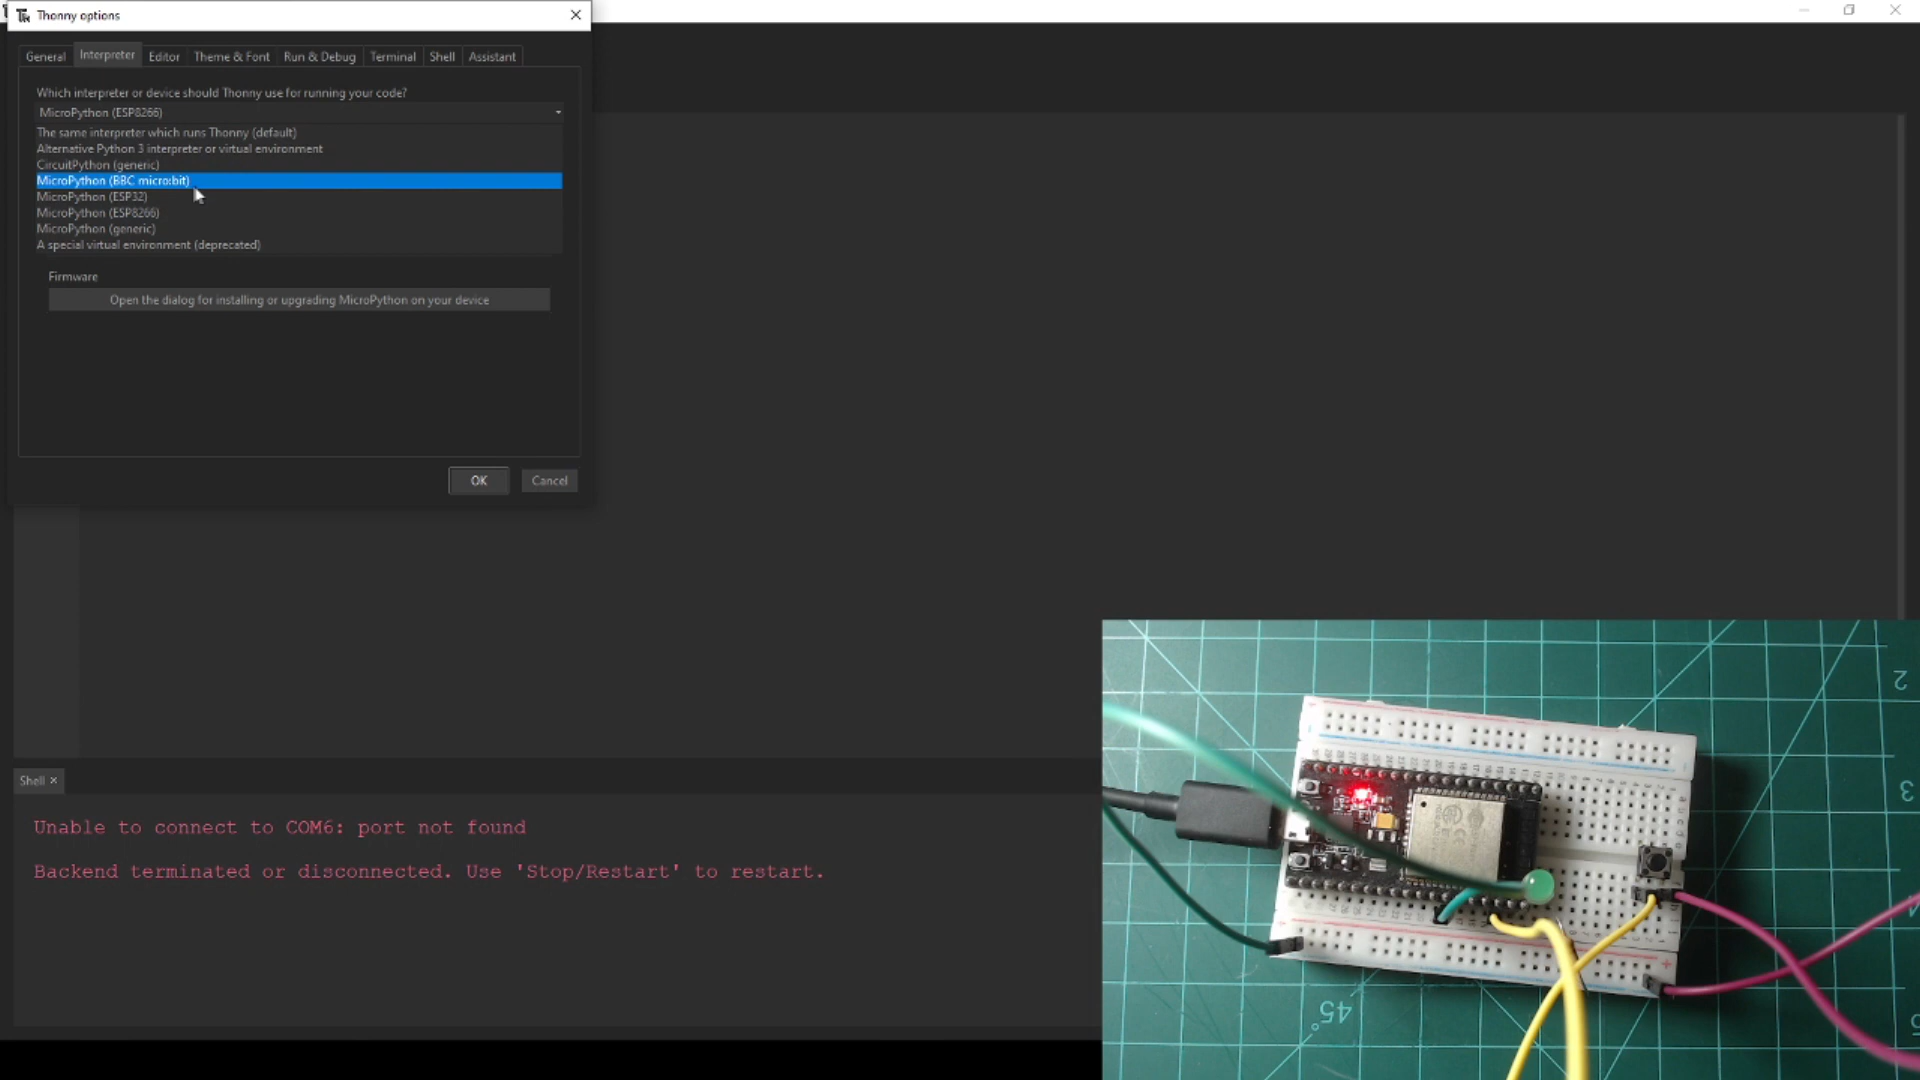 Thonny options
General Interpreter Editor Theme & Font Run & Debug Terminal Shell Assistant
Which interpreter or device should Thonny use for running your code?
MicroPython (ESP8266)
The same interpreter which runs Thonny (default)
Alternative Python 3 interpreter or virtual environment
CircuitPython (generic)
MicroPython (BBC micro:bit)
MicroPython (ESP32)
MicroPython (ESP8266)
MicroPython (generic)
A special virtual environment (deprecated)
Firmware
Open the dialog for installing or upgrading MicroPython on your device
OK Cancel
Shell
Unable to connect to COM6: port not found
Backend terminated or disconnected. Use 'Stop/Restart' to restart.
2
3
45°